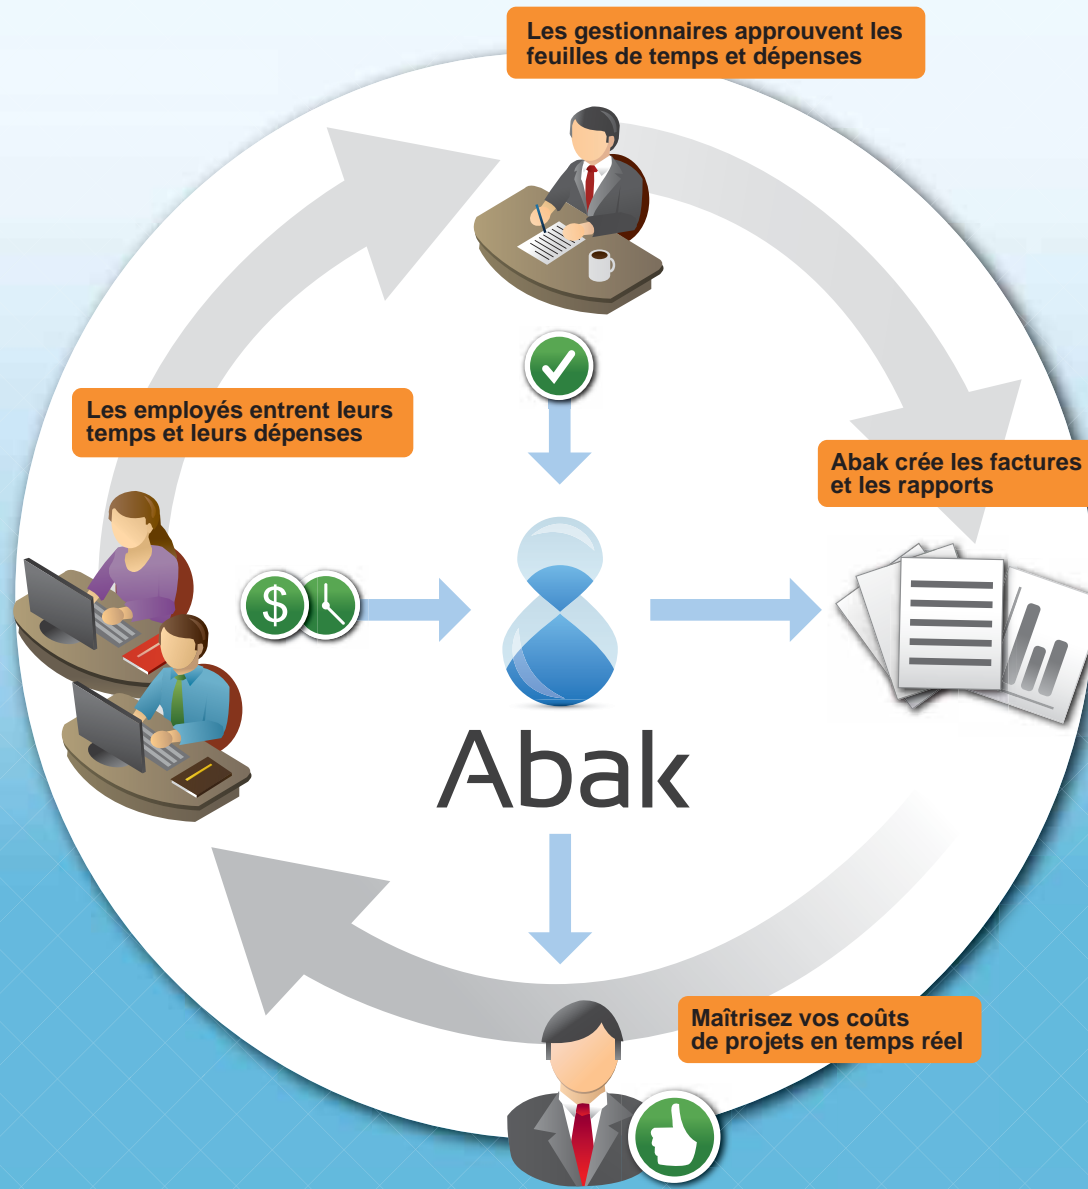 Les gestionnaires approuvent les
feuilles de temps et dépenses
Les employés entrent leurs
temps et leurs dépenses
Abak crée les factures
et les rapports
$
Abak
Maîtrisez vos coûts
de projets en temps réel